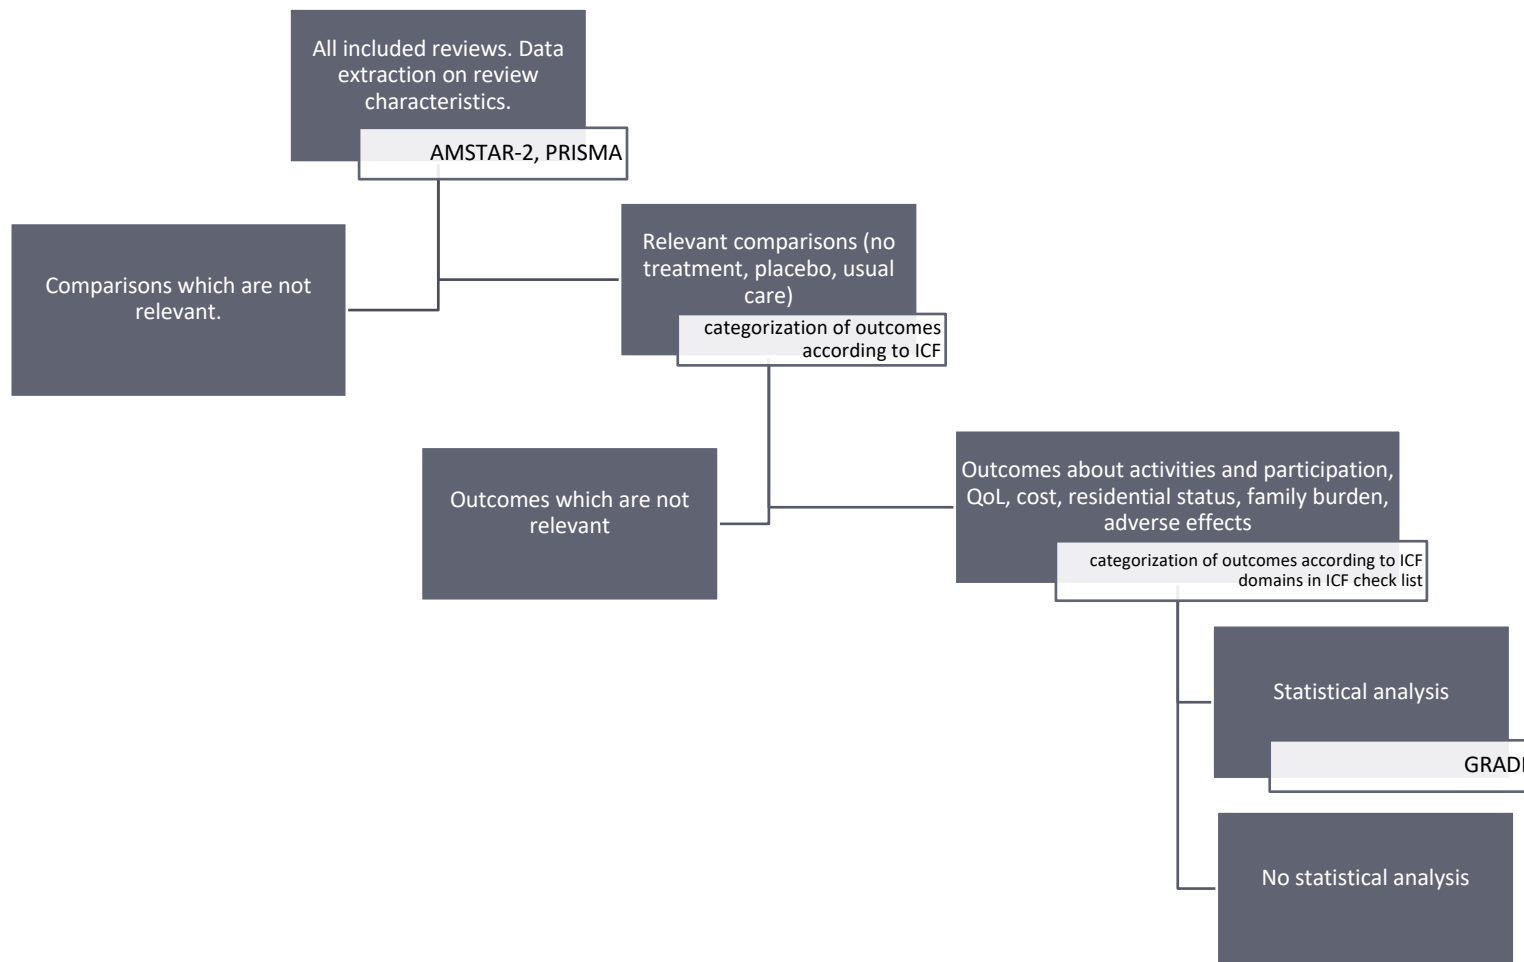 All included reviews. Data
extraction on review
characteristics.
AMSTAR-2, PRISMA
Comparisons which are not
relevant.
Relevant comparisons (no
treatment, placebo, usual
care)
categorization of outcomes
according to ICF
Outcomes which are not
relevant
Outcomes about activities and participation,
QoL, cost, residential status, family burden,
adverse effects
categorization of outcomes according to ICF
domains in ICF check list
Statistical analysis
No statistical analysis